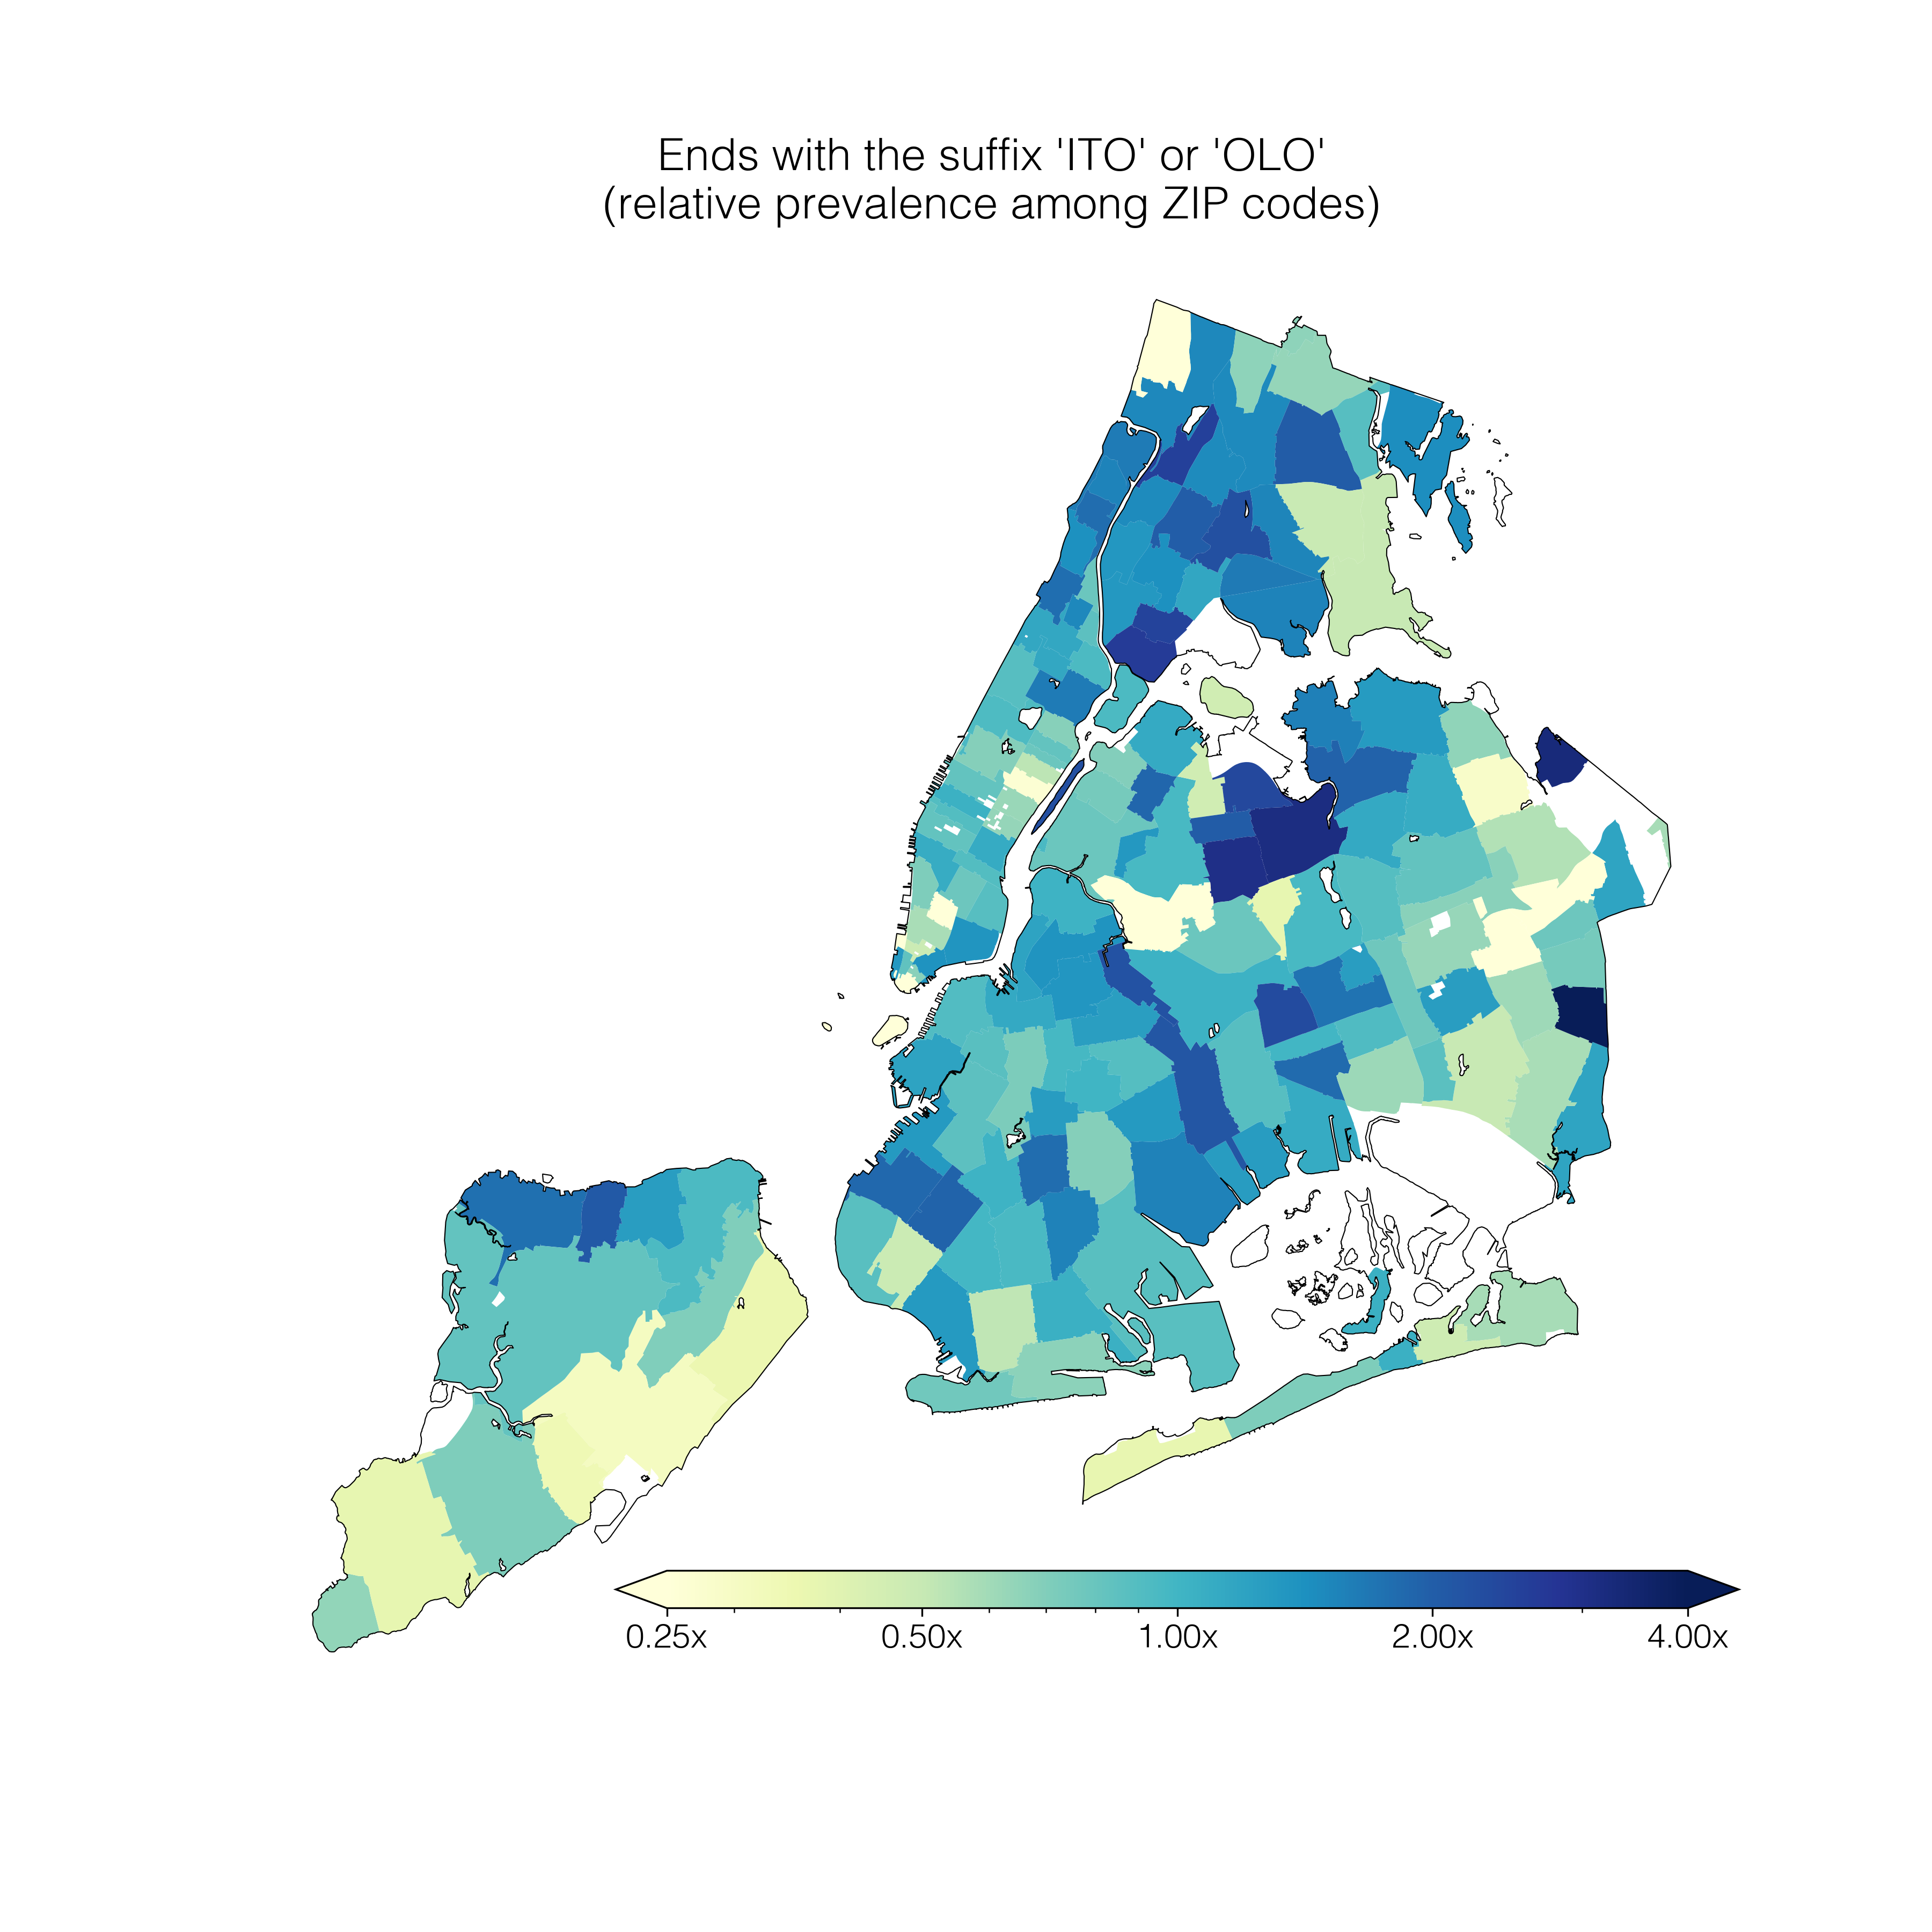 Ends with the suffix 'ITO' or 'OLO'
(relative prevalence among ZIP codes)
0.25x 0.50x 1.00x 2.00x 4.00x